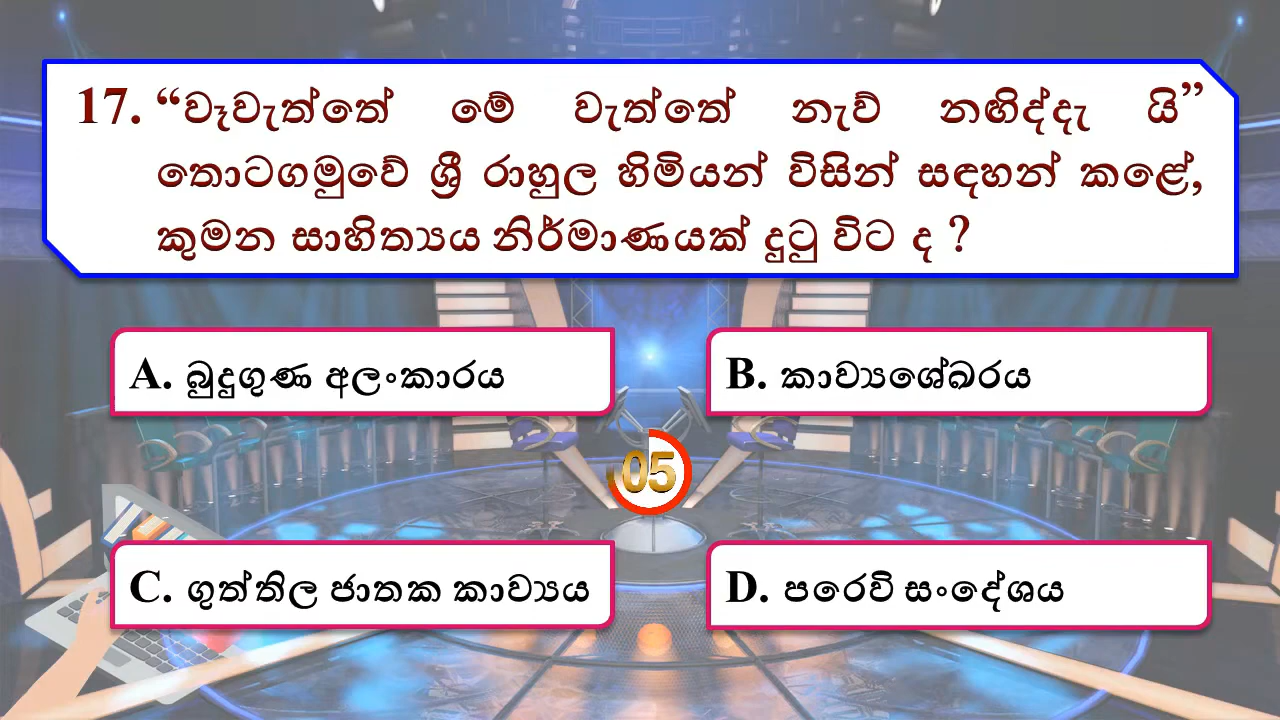 17. “වෑවැත්තේ මේ වැත්තේ නැව් නඟිද්දැ යි”
තොටගමුවේ ශ්‍රී රාහුල හිමියන් විසින් සඳහන් කළේ,
කුමන සාහිත්‍යය නිර්මාණයක් දුටු විට ද ?
A. බුදුගුණ අලංකාරය
B. කාව්‍යශේඛරය
05
C. ගුත්තිල ජාතක කාව්‍යය
D. පරෙවි සංදේශය